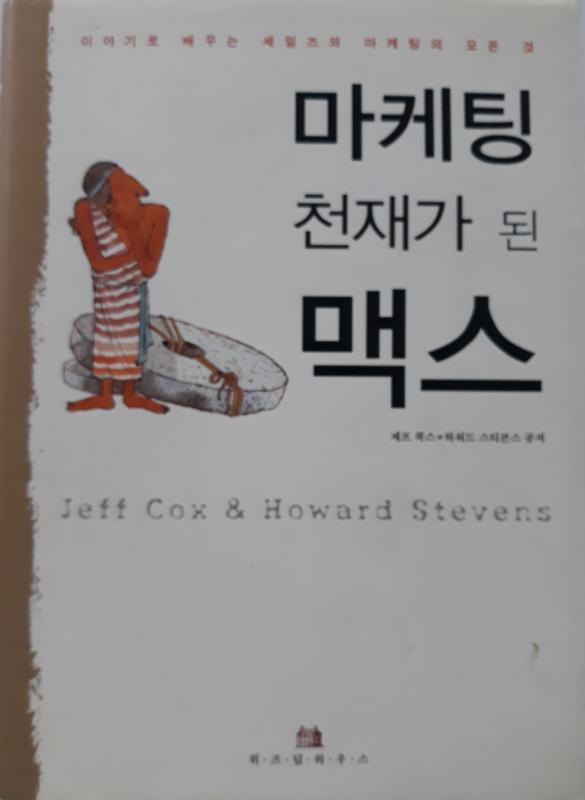 이야기로 배우는 세일즈와 마케팅의 모든 것
마케팅
천재가 된
맥스
제프 콕스•하워드 스티븐스 공저
Jeff Cox & Howard Stevens
위·즈·덤·하·우·스